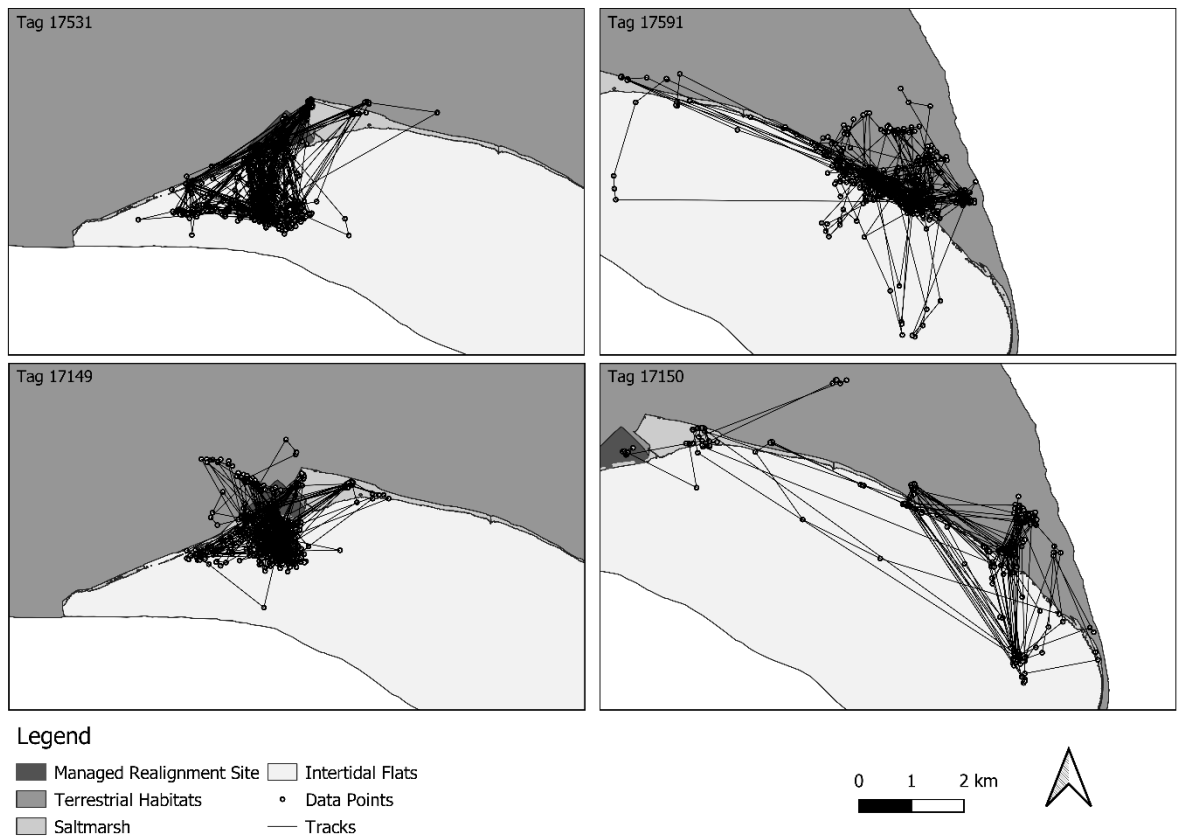 Tag 17531
Tag 17591
Tag 17149
Tag 17150
Legend
Managed Realignment Site
Intertidal Flats
Terrestrial Habitats
Data Points
Saltmarsh
Tracks
0 1 2 km